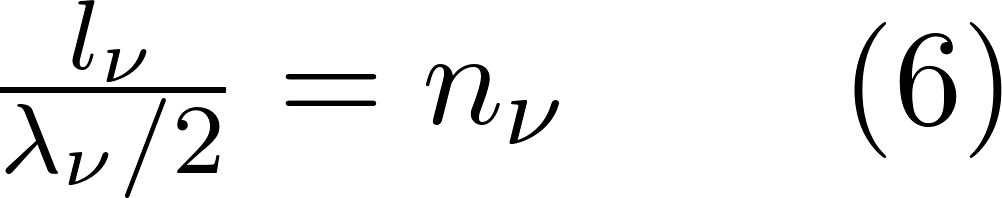 \frac{l_\nu}{\lambda_\nu/2} = n_\nu \qquad (6)